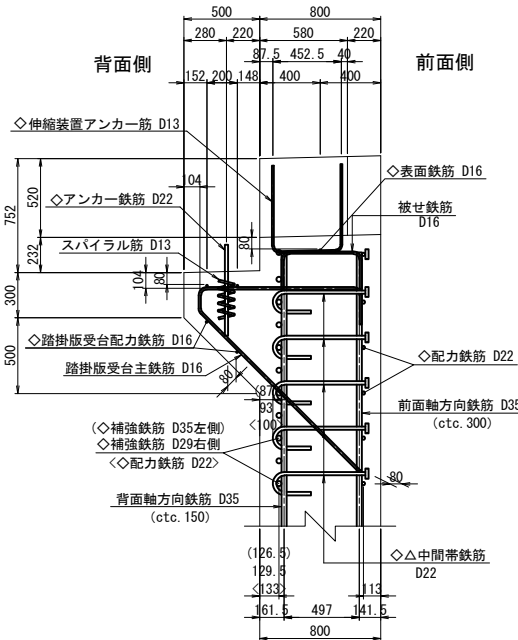 500
800
280
220
580
220
87.5
452.5
40
背面側
前面側
152
200
148
400
400
◇伸縮装置アンカー筋 D13
104
◇表面鉄筋 D16
520
752
◇アンカー鉄筋 D22
被せ鉄筋
D16
80
232
スパイラル筋 D13
104
80
300
◇踏掛版受台配力鉄筋 D16
◇配力鉄筋 D22
500
踏掛版受台主鉄筋 D16
80
(87)
93
<100>
前面軸方向鉄筋 D35
(ctc.300)
(◇補強鉄筋 D35左側)
◇補強鉄筋 D29右側
<◇配力鉄筋 D22>
80
背面軸方向鉄筋 D35
(ctc.150)
(126.5)
129.5
<133>
◇△中間帯鉄筋
D22
113
161.5
497
141.5
800